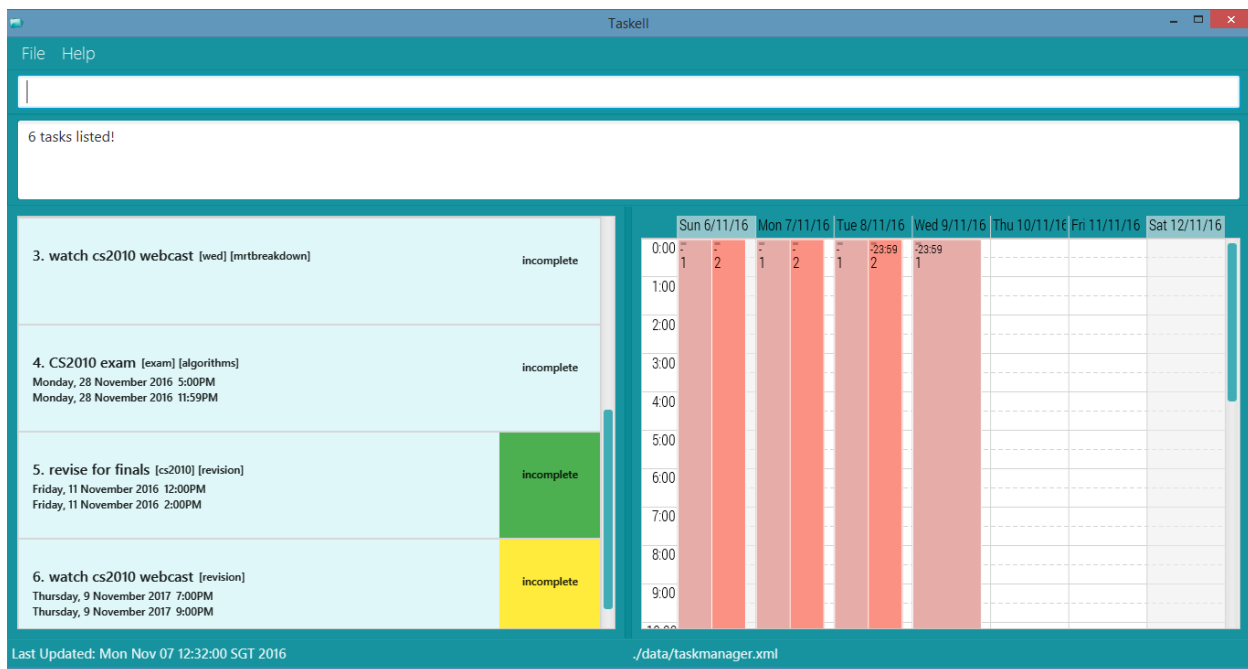 Taskell
File Help
6 tasks listed!
3. watch cs2010 webcast [wed] [mrtbreakdown]
incomplete
4. CS2010 exam [exam] [algorithms]
incomplete
Monday, 28 November 2016 5:00PM
Monday, 28 November 2016 11:59PM
5. revise for finals [cs2010] [revision]
incomplete
Friday, 11 November 2016 12:00PM
Friday, 11 November 2016 2:00PM
6. watch cs2010 webcast [revision]
incomplete
Thursday, 9 November 2017 7:00PM
Thursday, 9 November 2017 9:00PM
Sun 6/11/16 Mon 7/11/16 Tue 8/11/16 Wed 9/11/16 Thu 10/11/16 Fri 11/11/16 Sat 12/11/16
0:00 - - - - - -23:59 -23:59
1 2 1 2 1 2 1
1:00
2:00
3:00
4:00
5:00
6:00
7:00
8:00
9:00
Last Updated: Mon Nov 07 12:32:00 SGT 2016
./data/taskmanager.xml